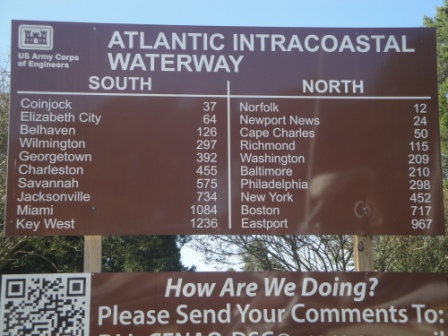 US Army Corps
of Engineers
ATLANTIC INTRACOASTAL
WATERWAY
SOUTH
Coinjock 37
Elizabeth City 64
Belhaven 126
Wilmington 297
Georgetown 392
Charleston 455
Savannah 575
Jacksonville 734
Miami 1084
Key West 1236
NORTH
Norfolk 12
Newport News 24
Cape Charles 50
Richmond 115
Washington 209
Baltimore 210
Philadelphia 298
New York 452
Boston 717
Eastport 967
How Are We Doing?
Please Send Your Comments To: